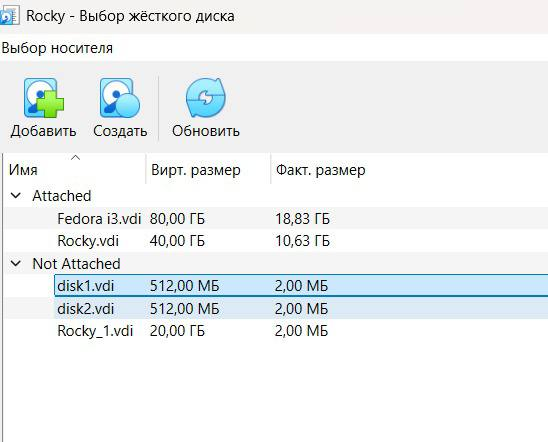 Rocky - Выбор жёсткого диска
Выбор носителя
Добавить Создать Обновить
Имя Вирт. размер Факт. размер
Attached
Fedora i3.vdi 80,00 ГБ 18,83 ГБ
Rocky.vdi 40,00 ГБ 10,63 ГБ
Not Attached
disk1.vdi 512,00 МБ 2,00 МБ
disk2.vdi 512,00 МБ 2,00 МБ
Rocky_1.vdi 20,00 ГБ 2,00 МБ